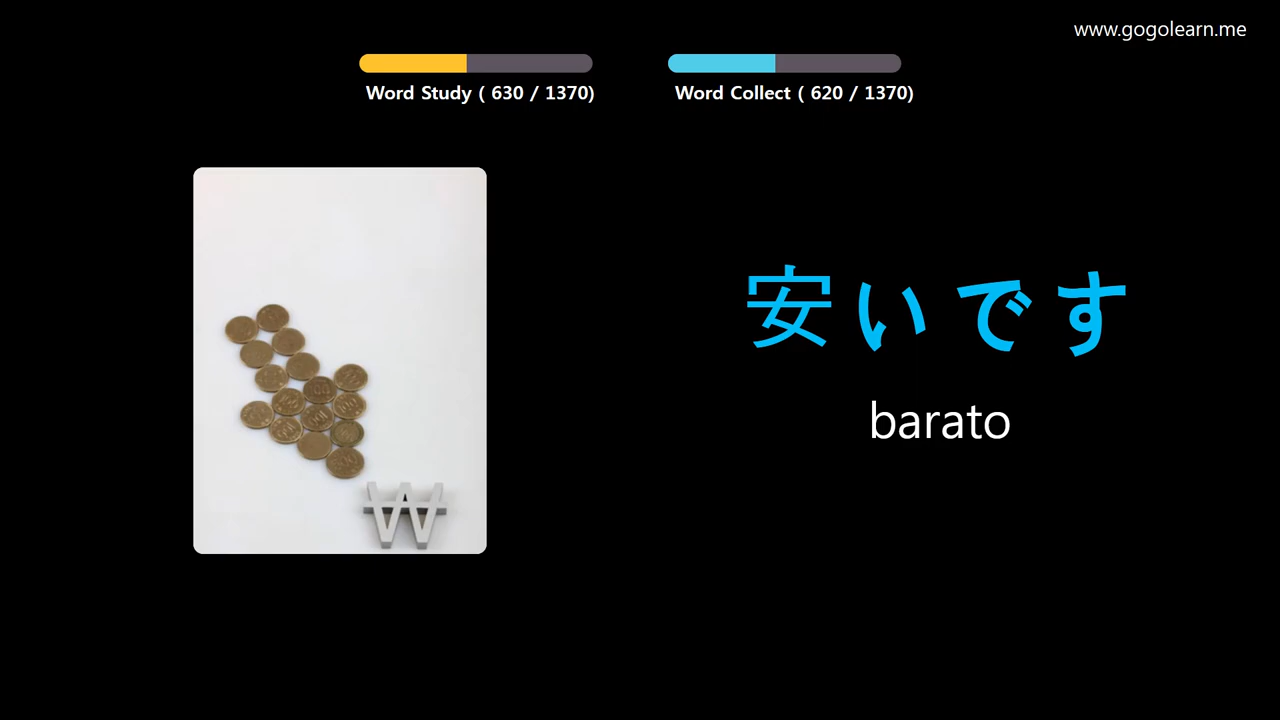 www.gogolearn.me
Word Study ( 630 / 1370)
Word Collect ( 620 / 1370)
安いです
barato
₩